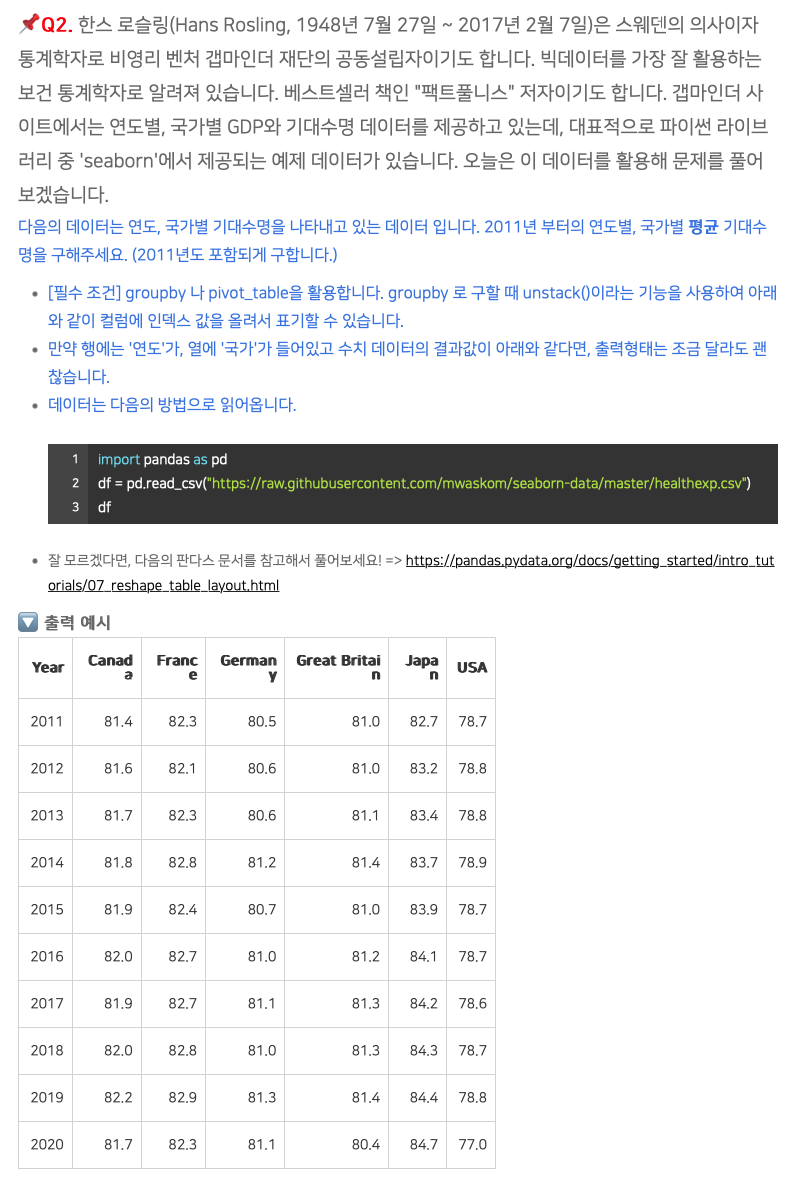 📌Q2. 한스 로슬링(Hans Rosling, 1948년 7월 27일 ~ 2017년 2월 7일)은 스웨덴의 의사이자
통계학자로 비영리 벤처 갭마인더 재단의 공동설립자이기도 합니다. 빅데이터를 가장 잘 활용하는
보건 통계학자로 알려져 있습니다. 베스트셀러 책인 "팩트풀니스" 저자이기도 합니다. 갭마인더 사
이트에서는 연도별, 국가별 GDP와 기대수명 데이터를 제공하고 있는데, 대표적으로 파이썬 라이브
러리 중 'seaborn'에서 제공되는 예제 데이터가 있습니다. 오늘은 이 데이터를 활용해 문제를 풀어
보겠습니다.
다음의 데이터는 연도, 국가별 기대수명을 나타내고 있는 데이터 입니다. 2011년 부터의 연도별, 국가별 평균 기대수
명을 구해주세요. (2011년도 포함되게 구합니다.)
• [필수 조건] groupby 나 pivot_table을 활용합니다. groupby 로 구할 때 unstack()이라는 기능을 사용하여 아래
와 같이 컬럼에 인덱스 값을 올려서 표기할 수 있습니다.
• 만약 행에는 '연도'가, 열에 '국가'가 들어있고 수치 데이터의 결과값이 아래와 같다면, 출력형태는 조금 달라도 괜
찮습니다.
• 데이터는 다음의 방법으로 읽어옵니다.
1 import pandas as pd
2 df = pd.read_csv("https://raw.githubusercontent.com/mwaskom/seaborn-data/master/healthexp.csv")
3 df
• 잘 모르겠다면, 다음의 판다스 문서를 참고해서 풀어보세요! => https://pandas.pydata.org/docs/getting_started/intro_tut
orials/07_reshape_table_layout.html
🔽 출력 예시
Year Canad France German Great Britai Japa USA
a e y n n
2011 81.4 82.3 80.5 81.0 82.7 78.7
2012 81.6 82.1 80.6 81.0 83.2 78.8
2013 81.7 82.3 80.6 81.1 83.4 78.8
2014 81.8 82.8 81.2 81.4 83.7 78.9
2015 81.9 82.4 80.7 81.0 83.9 78.7
2016 82.0 82.7 81.0 81.2 84.1 78.7
2017 81.9 82.7 81.1 81.3 84.2 78.6
2018 82.0 82.8 81.0 81.3 84.3 78.7
2019 82.2 82.9 81.3 81.4 84.4 78.8
2020 81.7 82.3 81.1 80.4 84.7 77.0